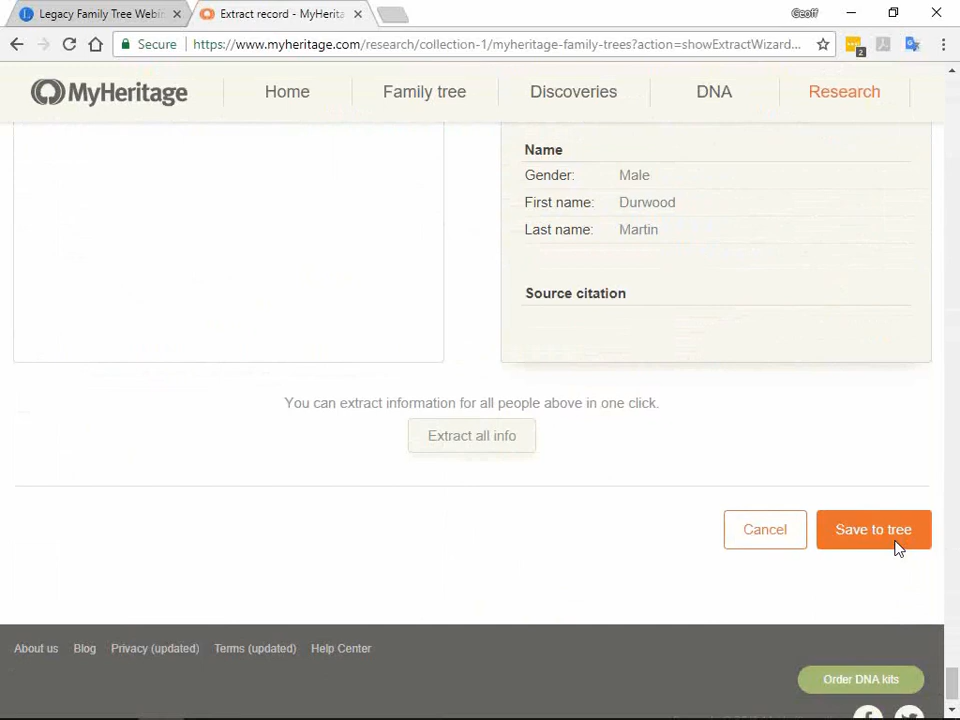 Legacy Family Tree Webin
Extract record - MyHerita
Geoff
Secure
https://www.myheritage.com/research/collection-1/myheritage-family-trees?action=showExtractWizard...
2
MyHeritage
Home
Family tree
Discoveries
DNA
Research
Name
Gender: Male
First name: Durwood
Last name: Martin
Source citation
You can extract information for all people above in one click.
Extract all info
Cancel
Save to tree
About us
Blog
Privacy (updated)
Terms (updated)
Help Center
Order DNA kits